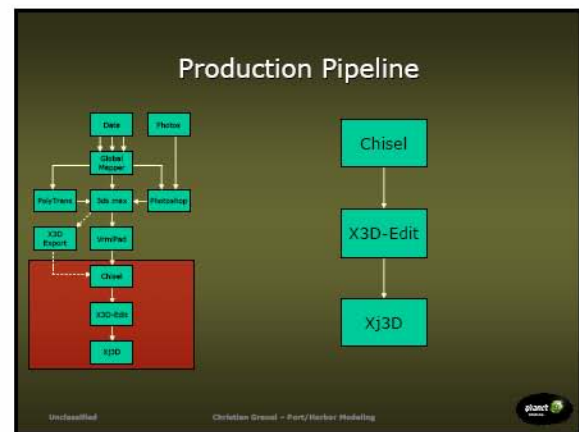 Production Pipeline
Data
Photos
Global
Mapper
PolyTrans
3ds max
Photoshop
X3D
Export
VrmlPad
Chisel
X3D-Edit
Xj3D
Chisel
X3D-Edit
Xj3D
Unclassified
Christian Greuel – Port/Harbor Modeling
planet